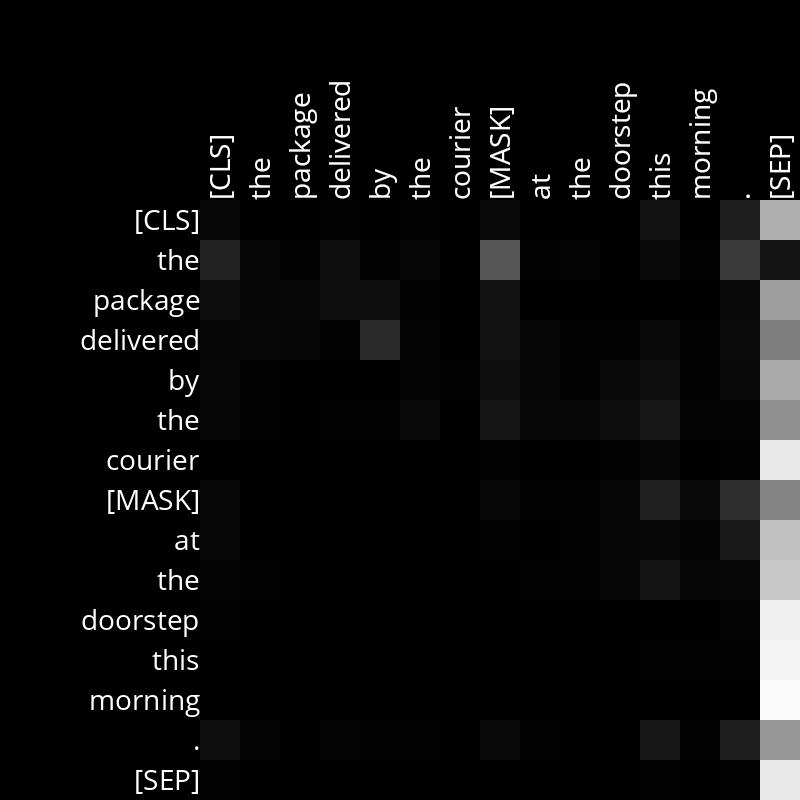 [CLS] the package delivered by the courier [MASK] at the doorstep this morning . [SEP]
[CLS]
the
package
delivered
by
the
courier
[MASK]
at
the
doorstep
this
morning
.
[SEP]